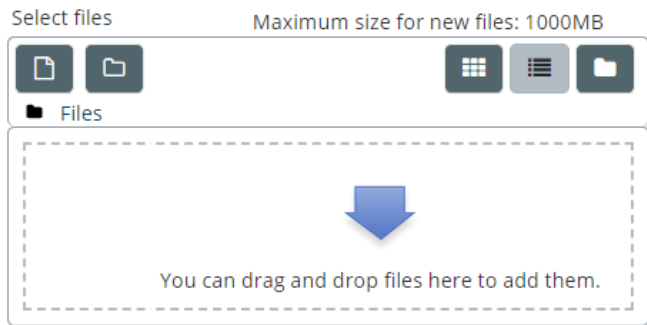 Select files
Maximum size for new files: 1000MB
Files
You can drag and drop files here to add them.